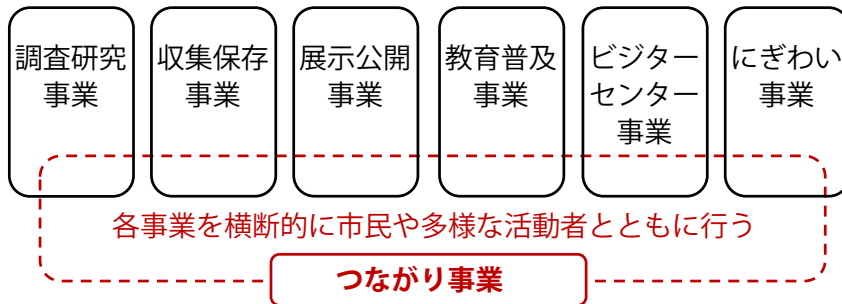 調査研究
事業
収集保存
事業
展示公開
事業
教育普及
事業
ビジター
センター
事業
にぎわい
事業
各事業を横断的に市民や多様な活動者とともに行う
つながり事業